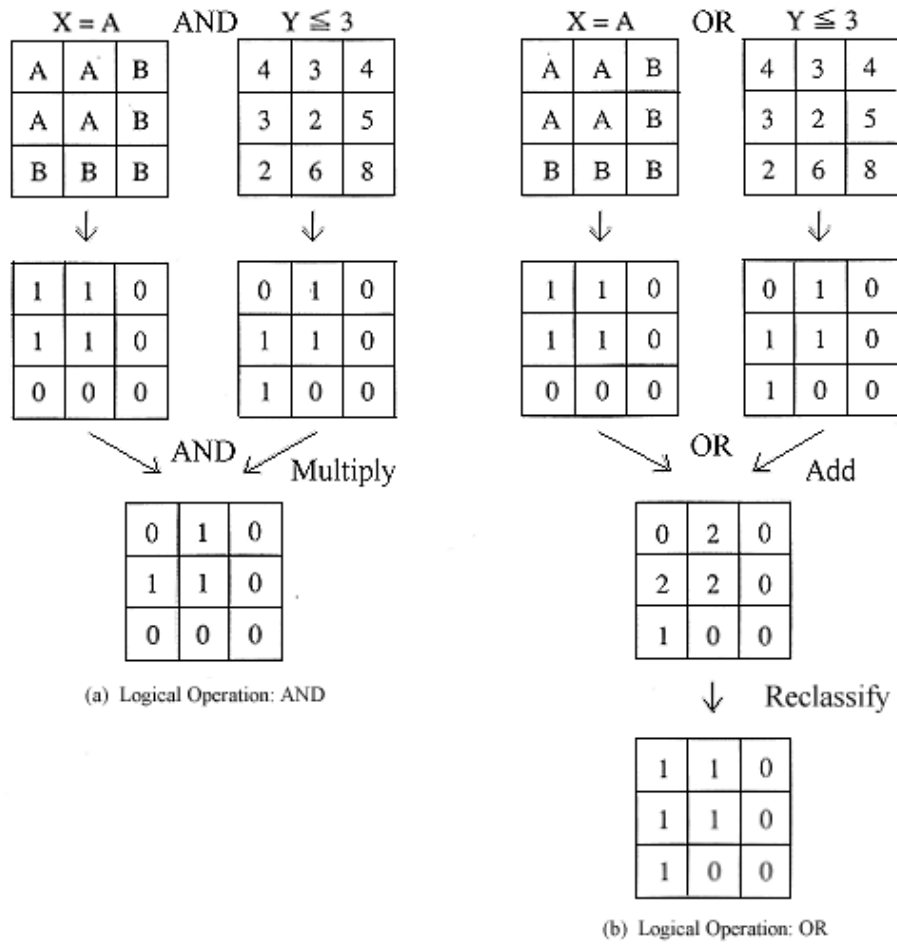 X = A AND Y ≦ 3
A A B
A A B
B B B
4 3 4
3 2 5
2 6 8
1 1 0
1 1 0
0 0 0
0 1 0
1 1 0
1 0 0
AND
Multiply
0 1 0
1 1 0
0 0 0
(a) Logical Operation: AND
X = A OR Y ≦ 3
A A B
A A B
B B B
4 3 4
3 2 5
2 6 8
1 1 0
1 1 0
0 0 0
0 1 0
1 1 0
1 0 0
OR
Add
0 2 0
2 2 0
1 0 0
Reclassify
1 1 0
1 1 0
1 0 0
(b) Logical Operation: OR